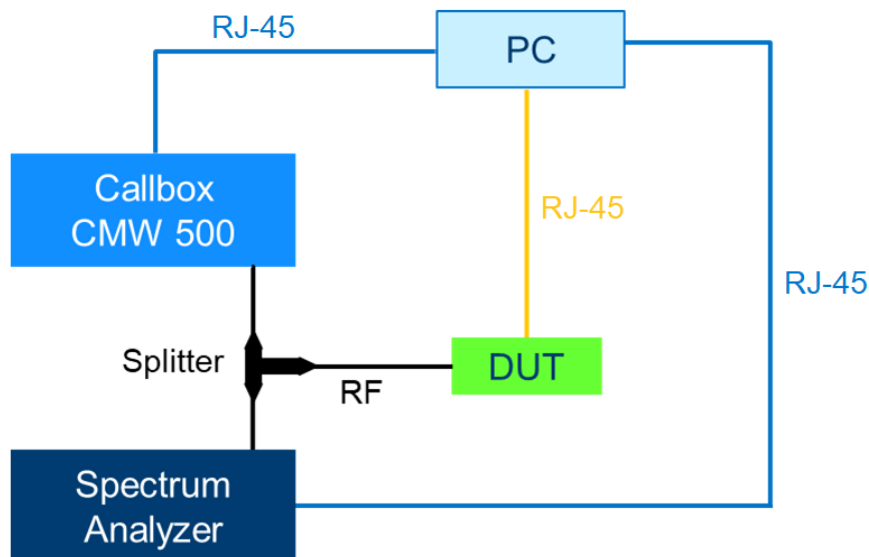 RJ-45
PC
Callbox
CMW 500
RJ-45
RJ-45
Splitter
RF
DUT
Spectrum
Analyzer